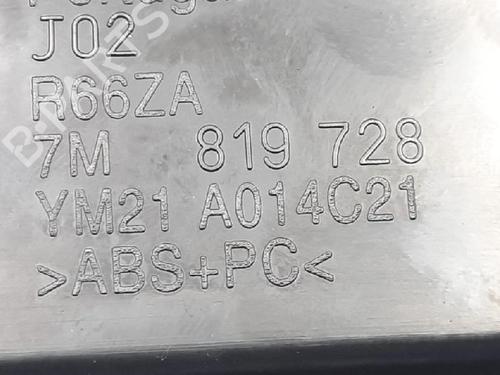 J02
R66ZA
7M 819 728
YM21 A014C21
>ABS+PC<